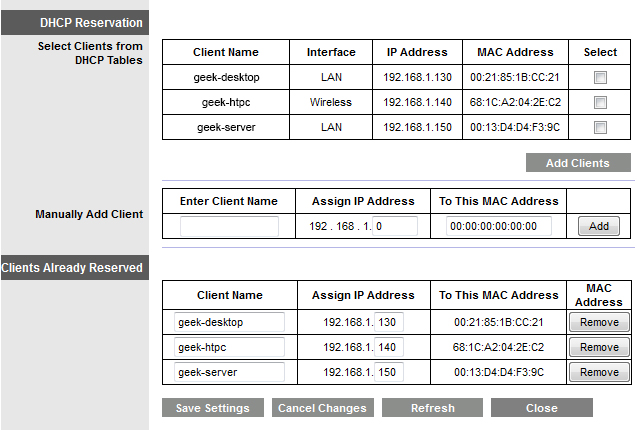 DHCP Reservation
Select Clients from
DHCP Tables
Client Name Interface IP Address MAC Address Select
geek-desktop LAN 192.168.1.130 00:21:85:1B:CC:21
geek-htpc Wireless 192.168.1.140 68:1C:A2:04:2E:C2
geek-server LAN 192.168.1.150 00:13:D4:D4:F3:9C
Add Clients
Manually Add Client
Enter Client Name Assign IP Address To This MAC Address
192 . 168 . 1. 0 00:00:00:00:00:00 Add
Clients Already Reserved
Client Name Assign IP Address To This MAC Address MAC Address
geek-desktop 192.168.1. 130 00:21:85:1B:CC:21 Remove
geek-htpc 192.168.1. 140 68:1C:A2:04:2E:C2 Remove
geek-server 192.168.1. 150 00:13:D4:D4:F3:9C Remove
Save Settings Cancel Changes Refresh Close